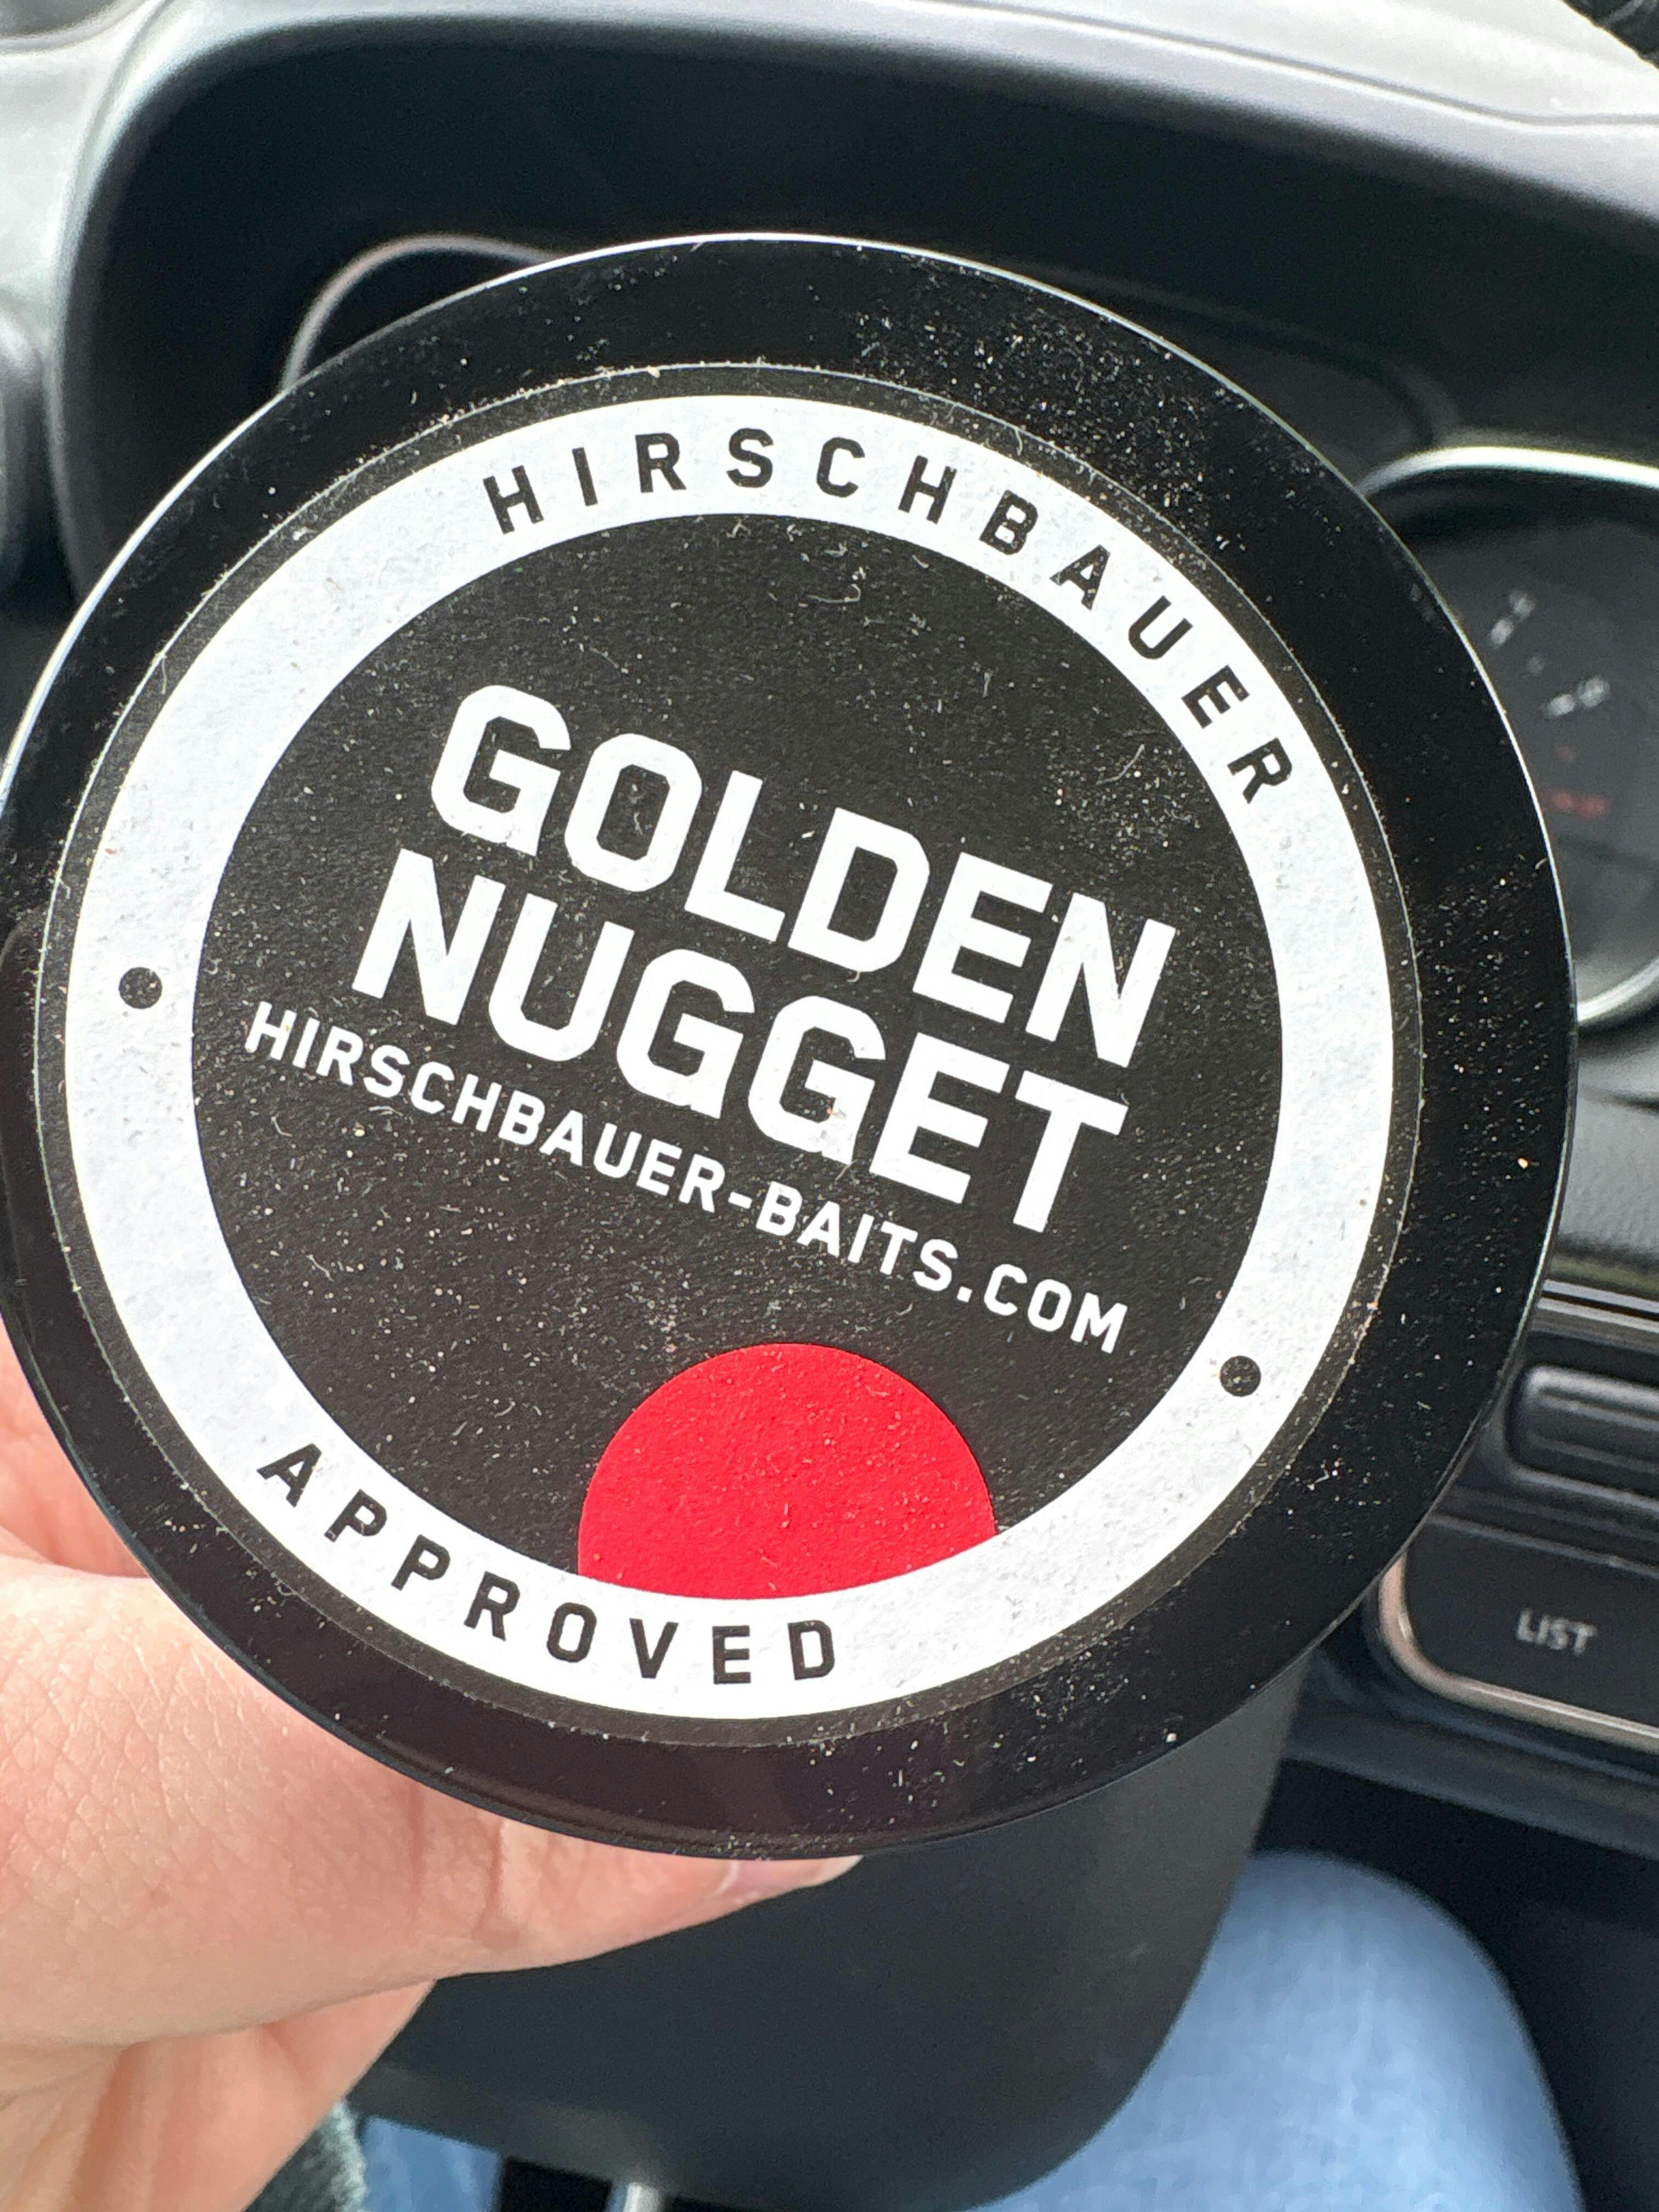 HIRSCHBAUER
GOLDEN
NUGGET
HIRSCHBAUER-BAITS.COM
APPROVED
LIST